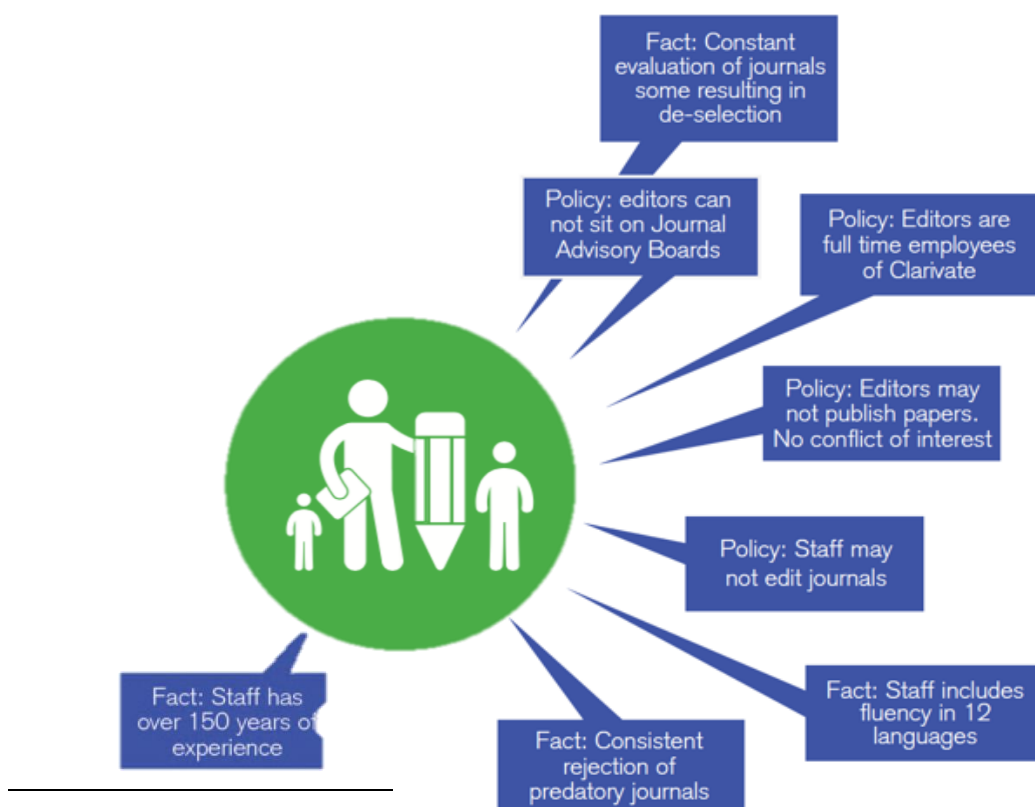 Fact: Constant
evaluation of journals
some resulting in
de-selection
Policy: editors can
not sit on Journal
Advisory Boards
Policy: Editors are
full time employees
of Clarivate
Policy: Editors may
not publish papers.
No conflict of interest
Policy: Staff may
not edit journals
Fact: Staff includes
fluency in 12
languages
Fact: Consistent
rejection of
predatory journals
Fact: Staff has
over 150 years of
experience